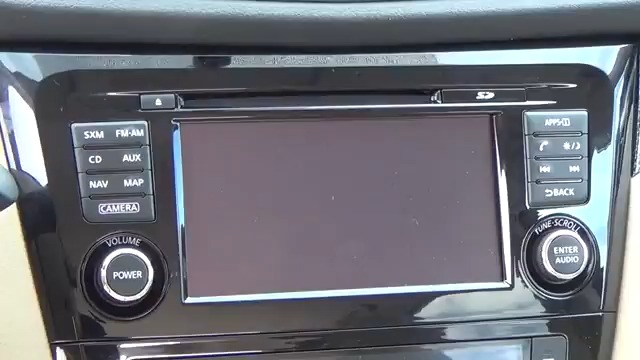 SD
SXM FM·AM
CD AUX
NAV MAP
CAMERA
VOLUME
POWER
APPS
BACK
TUNE·SCROLL
ENTER
AUDIO